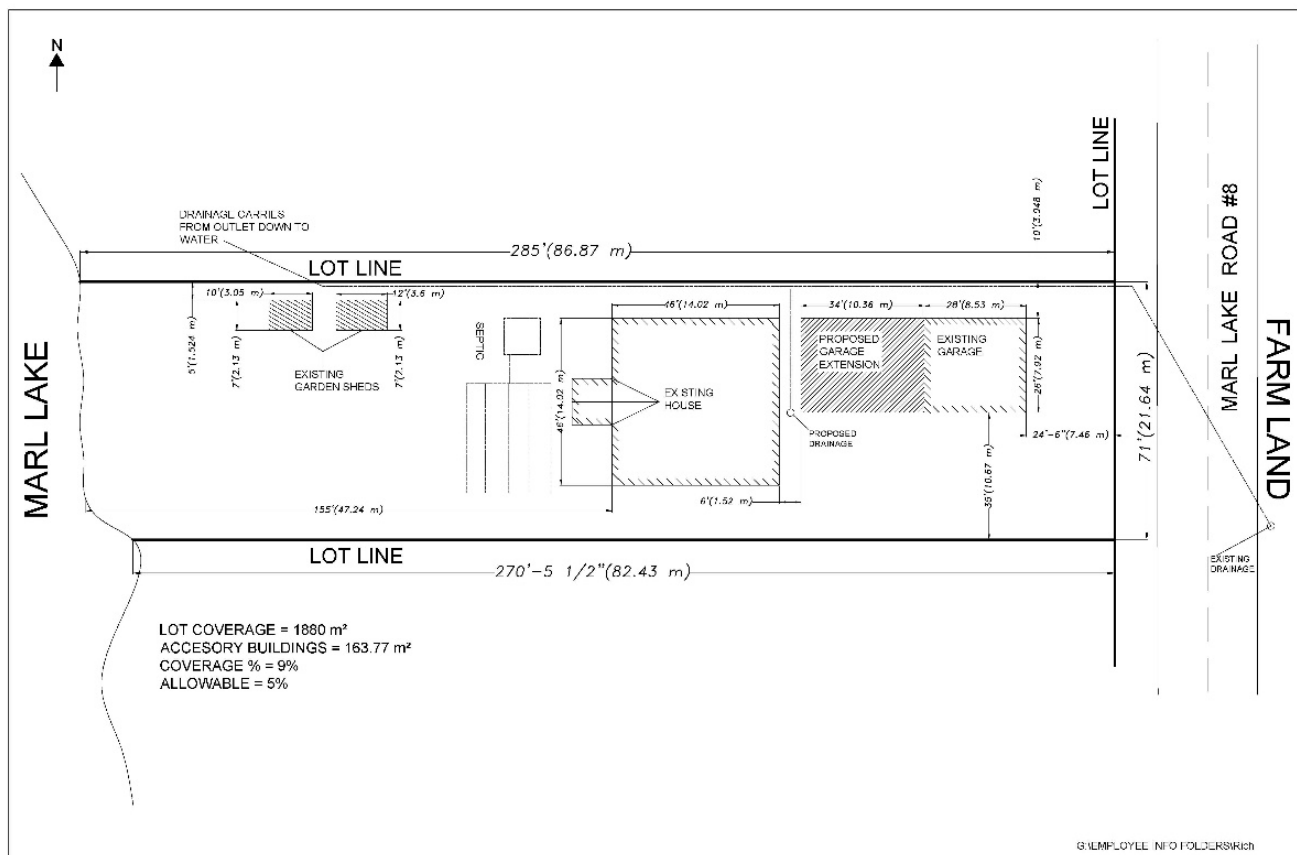 N
DRAINAGE CARRIES
FROM OUTLET DOWN TO
WATER
285'(86.87 m)
LOT LINE
LOT LINE
10'(3.048 m)
MARL LAKE ROAD #8
FARM LAND
MARL LAKE
10'(3.05 m)
12'(3.6 m)
5'(1.524 m)
7'(2.13 m)
7'(2.13 m)
EXISTING
GARDEN SHEDS
SEPTIC
46'(14.02 m)
46'(14.02 m)
EXISTING
HOUSE
34'(10.36 m)
28'(8.53 m)
PROPOSED
GARAGE
EXTENSION
EXISTING
GARAGE
26'(7.92 m)
PROPOSED
DRAINAGE
24'-6"(7.46 m)
71'(21.64 m)
35'(10.67 m)
6'(1.52 m)
155'(47.24 m)
LOT LINE
270'-5 1/2"(82.43 m)
EXISTING
DRAINAGE
LOT COVERAGE = 1880 m²
ACCESORY BUILDINGS = 163.77 m²
COVERAGE % = 9%
ALLOWABLE = 5%
G:\EMPLOYEE INFO FOLDERS\Rich